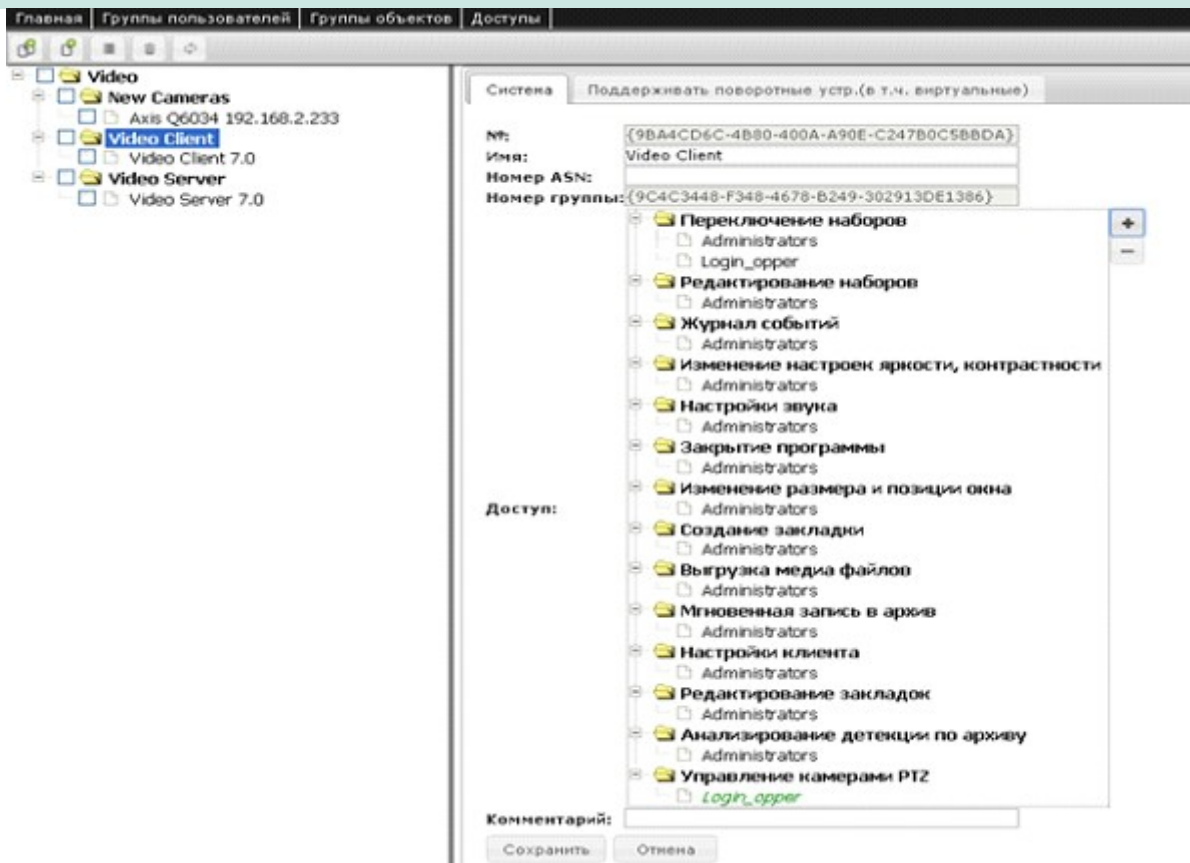 Главная Группы пользователей Группы объектов Доступы
Video
New Cameras
Axis Q6034 192.168.2.233
Video Client
Video Client 7.0
Video Server
Video Server 7.0
Система Поддерживать поворотные устр.(в т.ч. виртуальные)
№: {9BA4CD6C-4B80-400A-A90E-C247B0C5BBDA}
Имя: Video Client
Номер ASN:
Номер группы: {9C4C3448-F348-4678-B249-302913DE1386}
Доступ:
Переключение наборов
Administrators
Login_opper
Редактирование наборов
Administrators
Журнал событий
Administrators
Изменение настроек яркости, контрастности
Administrators
Настройки звука
Administrators
Закрытие программы
Administrators
Изменение размера и позиции окна
Administrators
Создание закладки
Administrators
Выгрузка медиа файлов
Administrators
Мгновенная запись в архив
Administrators
Настройки клиента
Administrators
Редактирование закладок
Administrators
Анализирование детекции по архиву
Administrators
Управление камерами PTZ
Login_opper
Комментарий:
Сохранить Отмена